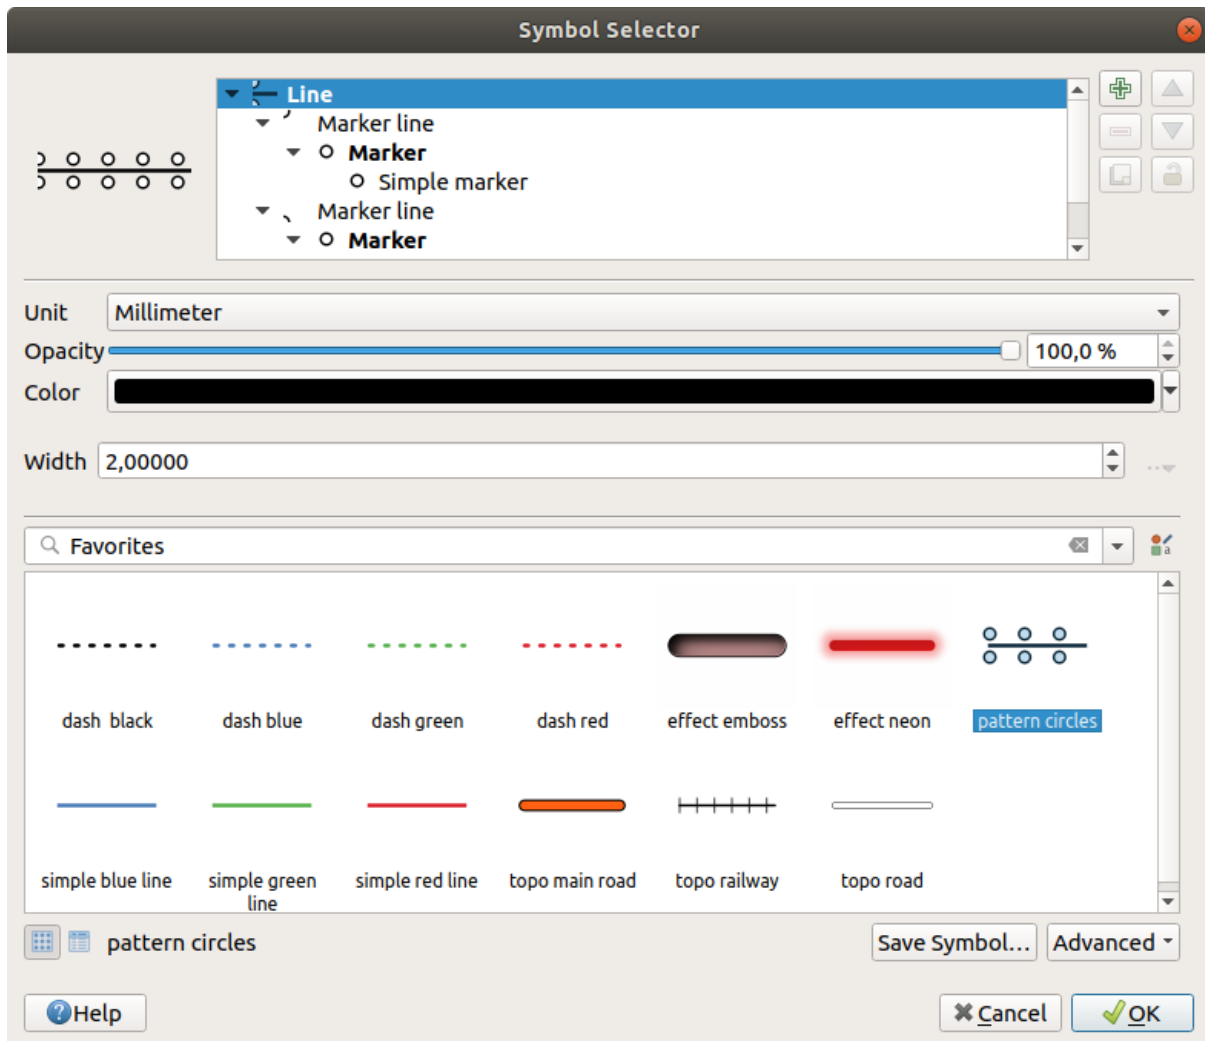 Symbol Selector
Line
Marker line
Marker
Simple marker
Marker line
Marker
Unit Millimeter
Opacity 100,0 %
Color
Width 2,00000
Favorites
dash  black dash blue dash green dash red effect emboss effect neon pattern circles
simple blue line simple green simple red line topo main road topo railway topo road
line
pattern circles Save Symbol... Advanced
Help Cancel OK